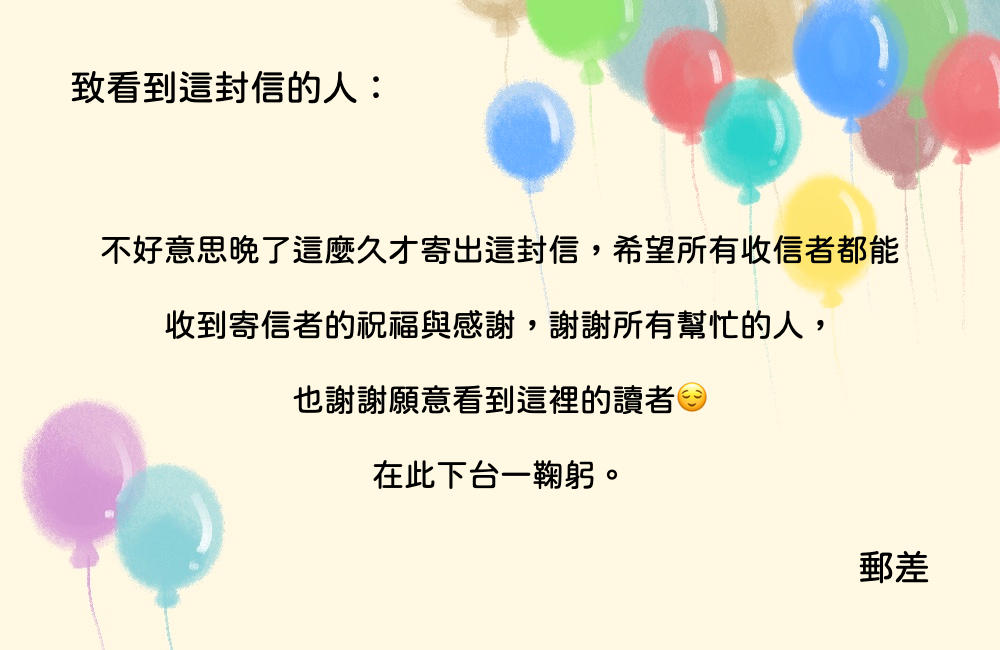 致看到這封信的人：
不好意思晚了這麼久才寄出這封信，希望所有收信者都能
收到寄信者的祝福與感謝，謝謝所有幫忙的人，
也謝謝願意看到這裡的讀者😌
在此下台一鞠躬。
郵差